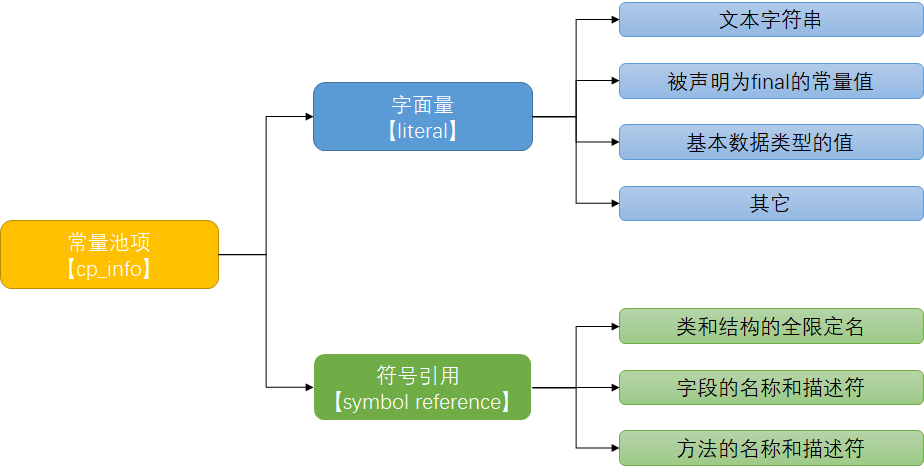 文本字符串
被声明为final的常量值
字面量
【literal】
基本数据类型的值
其它
常量池项
【cp_info】
类和结构的全限定名
符号引用
【symbol reference】
字段的名称和描述符
方法的名称和描述符